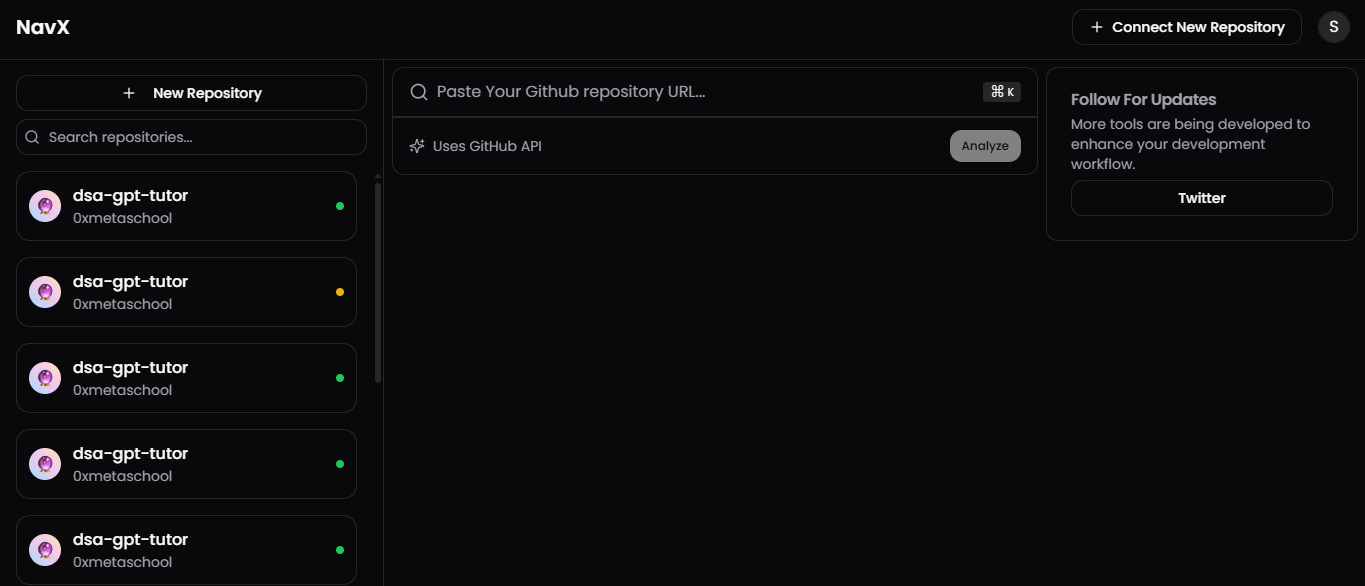 NavX
+ Connect New Repository
S
+ New Repository
Search repositories...
dsa-gpt-tutor
0xmetaschool
dsa-gpt-tutor
0xmetaschool
dsa-gpt-tutor
0xmetaschool
dsa-gpt-tutor
0xmetaschool
dsa-gpt-tutor
0xmetaschool
Paste Your Github repository URL...
⌘ K
Uses GitHub API
Analyze
Follow For Updates
More tools are being developed to
enhance your development
workflow.
Twitter